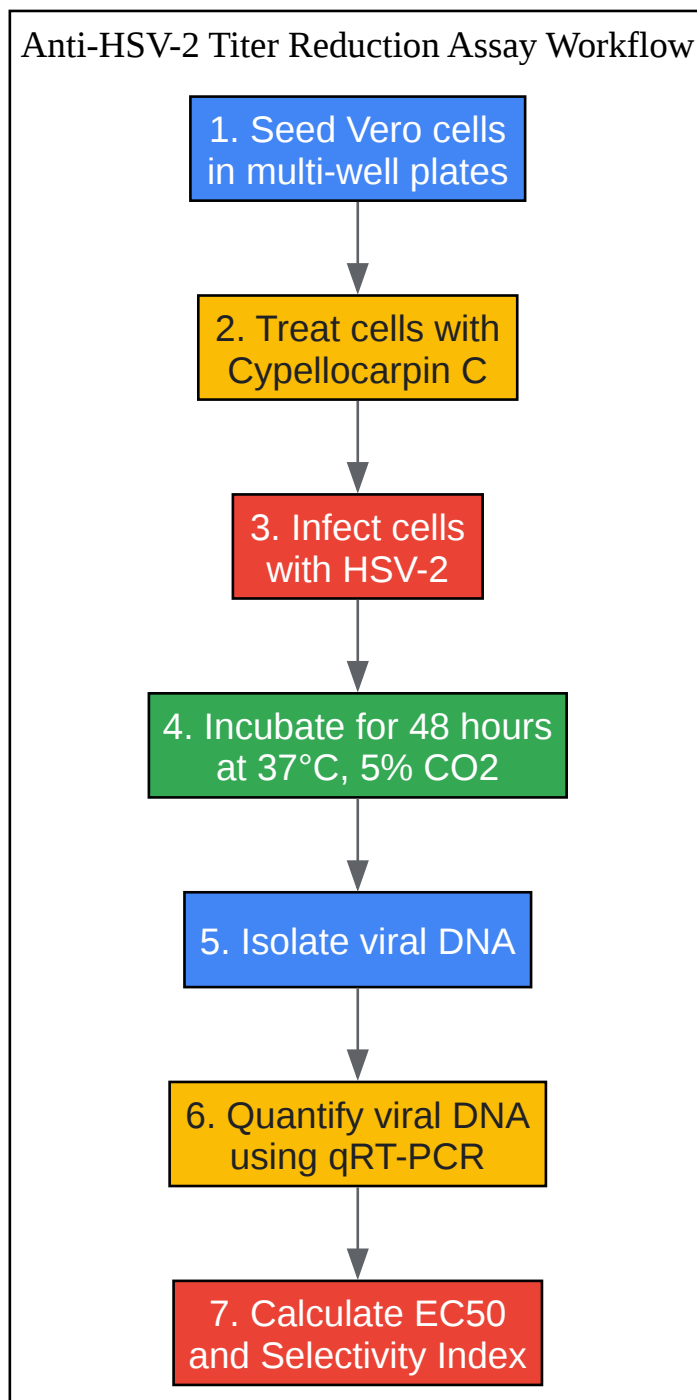 Anti-HSV-2 Titer Reduction Assay Workflow
1. Seed Vero cells
in multi-well plates
2. Treat cells with
Cypellocarpin C
3. Infect cells
with HSV-2
4. Incubate for 48 hours
at 37°C, 5% CO2
5. Isolate viral DNA
6. Quantify viral DNA
using qRT-PCR
7. Calculate EC50
and Selectivity Index